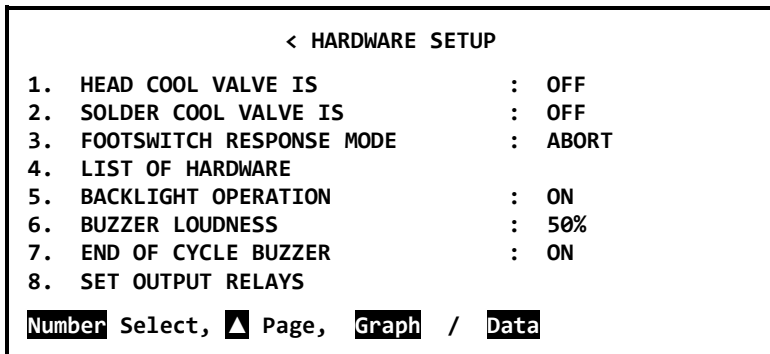 < HARDWARE SETUP
1. HEAD COOL VALVE IS : OFF
2. SOLDER COOL VALVE IS : OFF
3. FOOTSWITCH RESPONSE MODE : ABORT
4. LIST OF HARDWARE
5. BACKLIGHT OPERATION : ON
6. BUZZER LOUDNESS : 50%
7. END OF CYCLE BUZZER : ON
8. SET OUTPUT RELAYS
Number Select, ▲ Page, Graph / Data